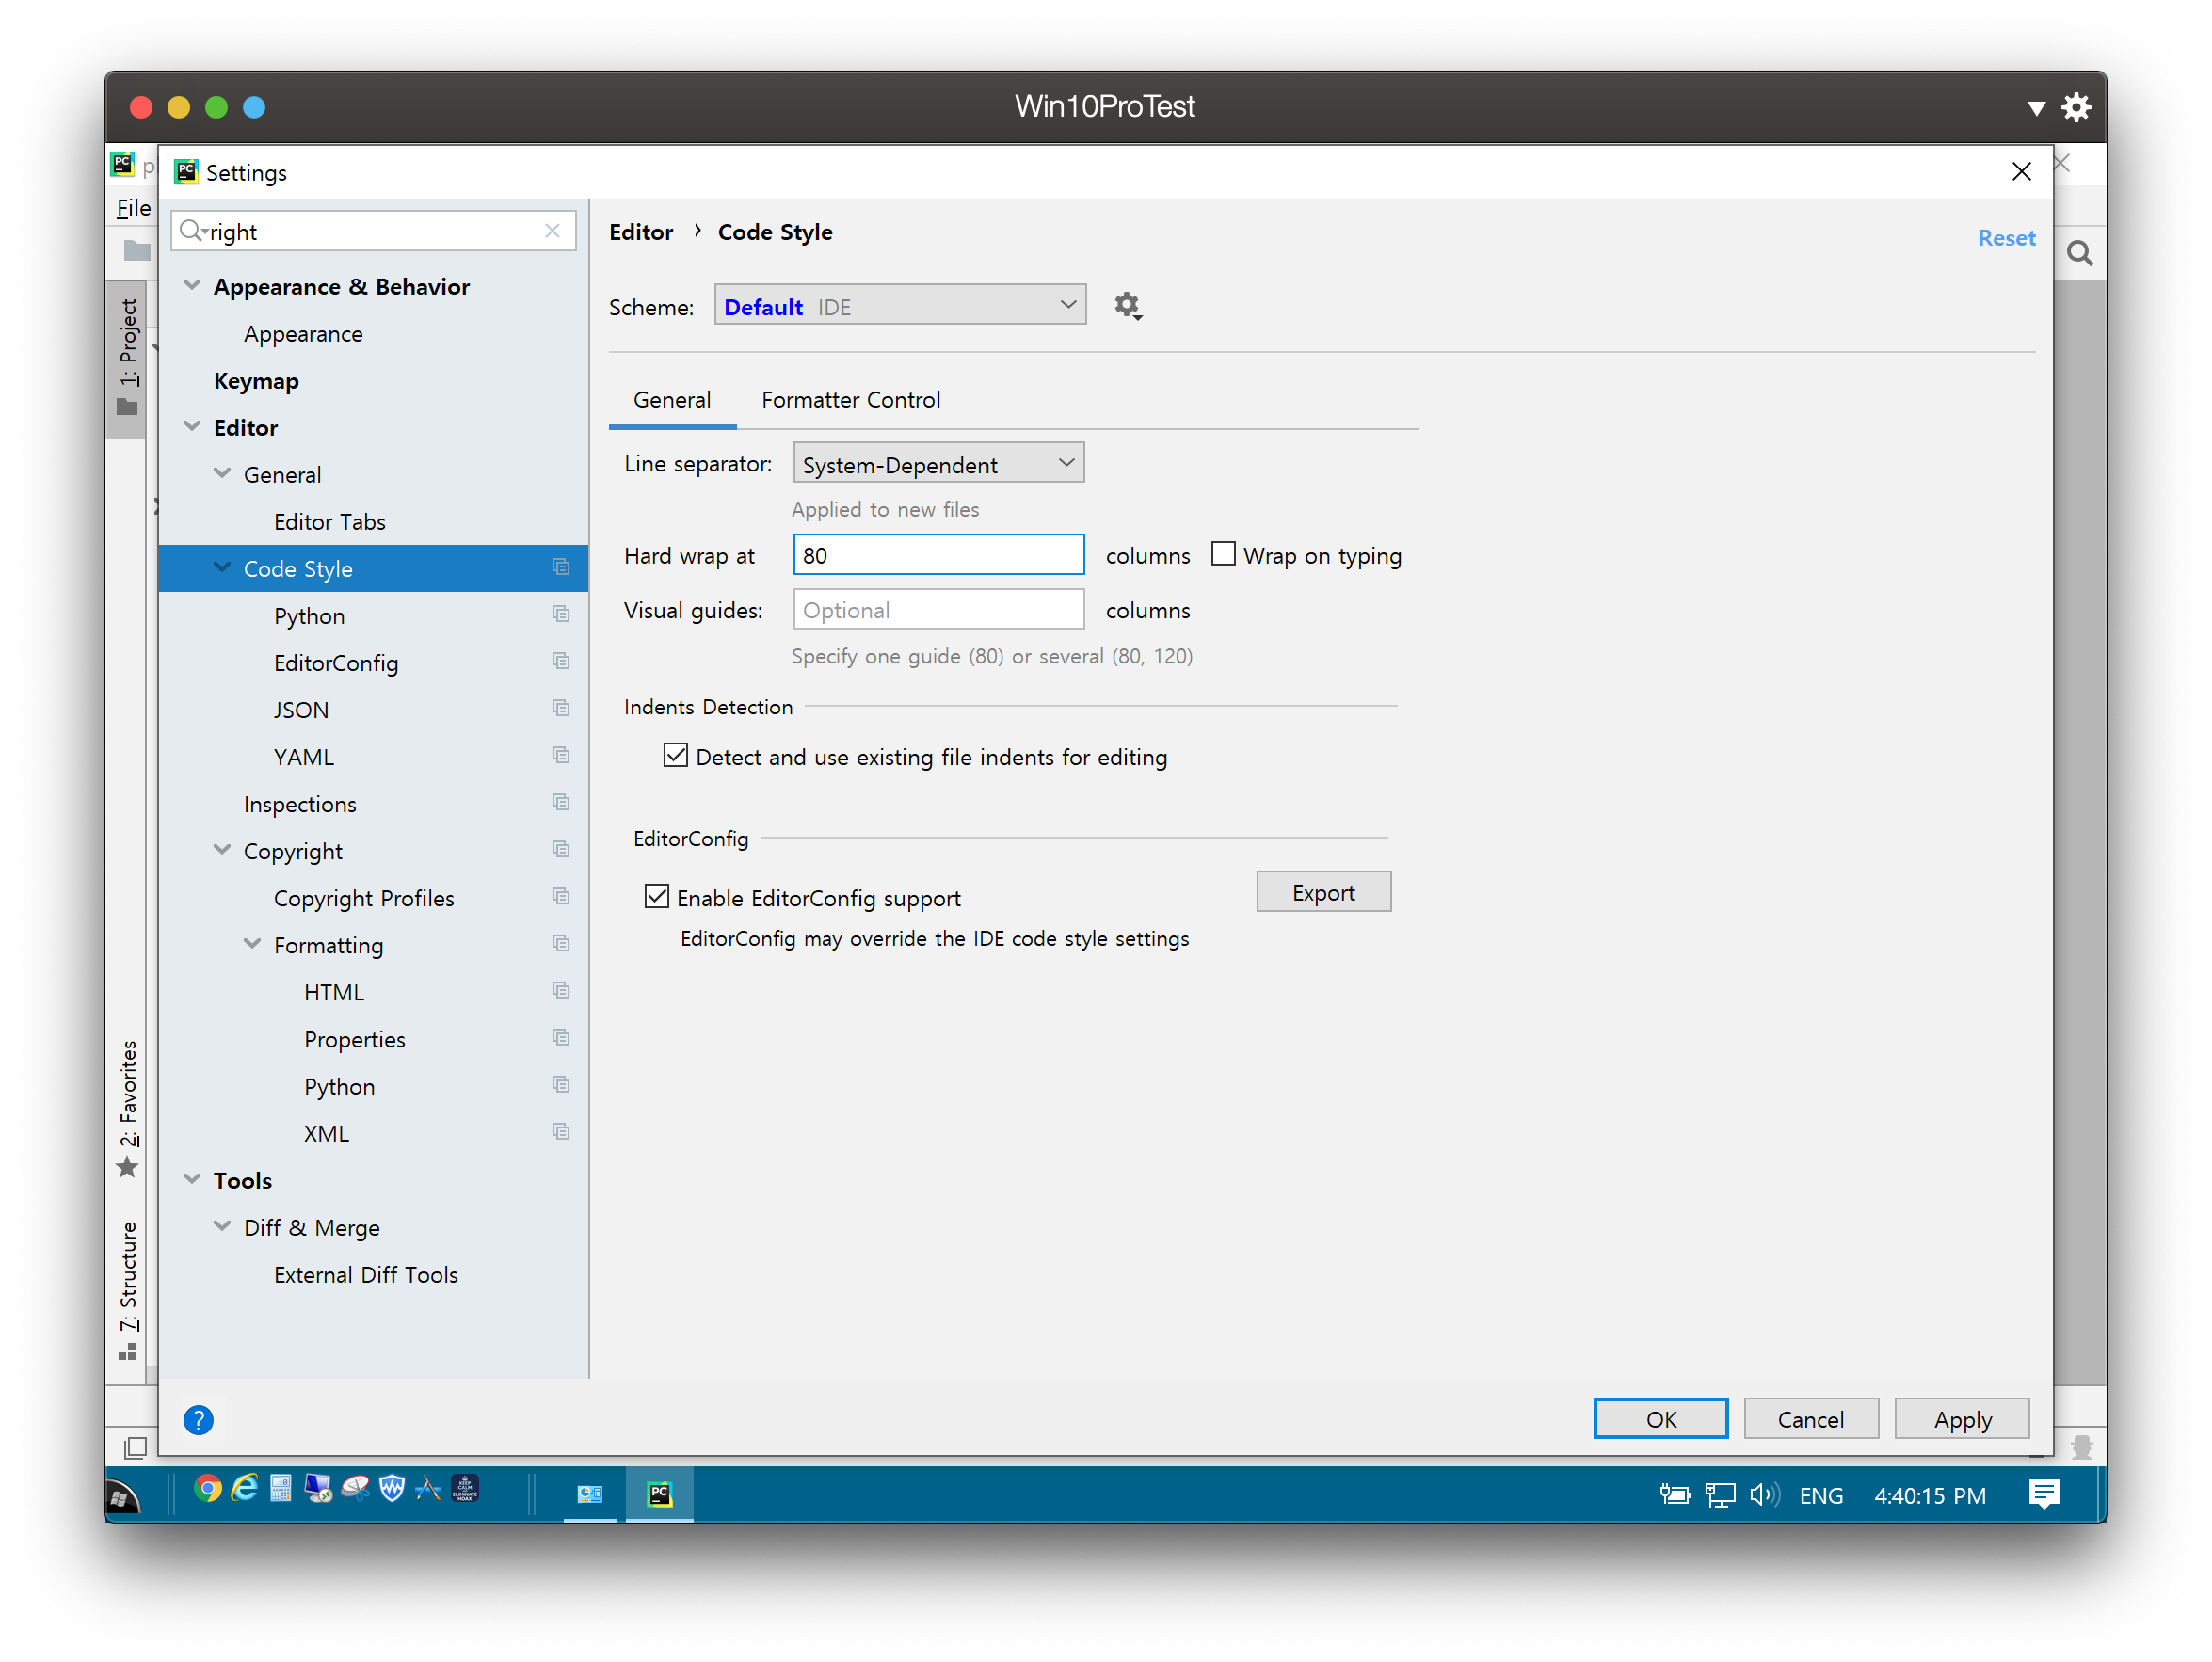 Win10ProTest
Settings
File
right
Appearance & Behavior
Appearance
Keymap
Editor
General
Editor Tabs
Code Style
Python
EditorConfig
JSON
YAML
Inspections
Copyright
Copyright Profiles
Formatting
HTML
Properties
Python
XML
Tools
Diff & Merge
External Diff Tools
1: Project
2: Favorites
7: Structure
Editor › Code Style
Reset
Scheme: Default IDE
General Formatter Control
Line separator: System-Dependent
Applied to new files
Hard wrap at 80 columns Wrap on typing
Visual guides: Optional columns
Specify one guide (80) or several (80, 120)
Indents Detection
Detect and use existing file indents for editing
EditorConfig
Enable EditorConfig support Export
EditorConfig may override the IDE code style settings
? OK Cancel Apply
PC
KEEP
CALM
ELIMINATE
HOAX
ENG 4:40:15 PM